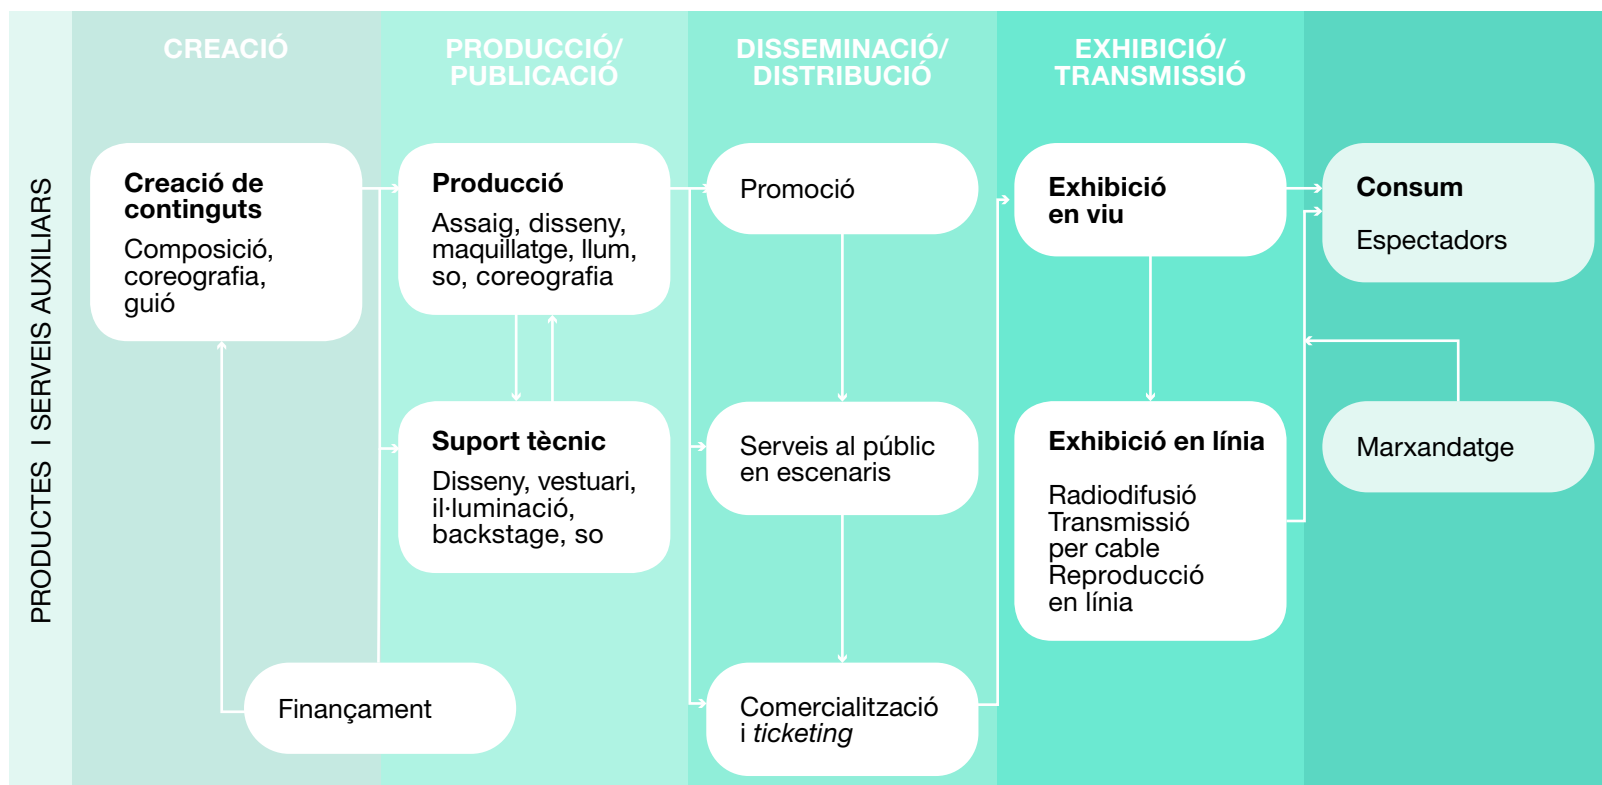 PRODUCTES I SERVEIS AUXILIARS
CREACIÓ
Creació de
continguts
Composició,
coreografia,
guió
Finançament
PRODUCCIÓ/
PUBLICACIÓ
Producció
Assaig, disseny,
maquillatge, llum,
so, coreografia
Suport tècnic
Disseny, vestuari,
il·luminació,
backstage, so
DISSEMINACIÓ/
DISTRIBUCIÓ
Promoció
Serveis al públic
en escenaris
Comercialització
i ticketing
EXHIBICIÓ/
TRANSMISSIÓ
Exhibició
en viu
Exhibició en línia
Radiodifusió
Transmissió
per cable
Reproducció
en línia
Consum
Espectadors
Marxandatge